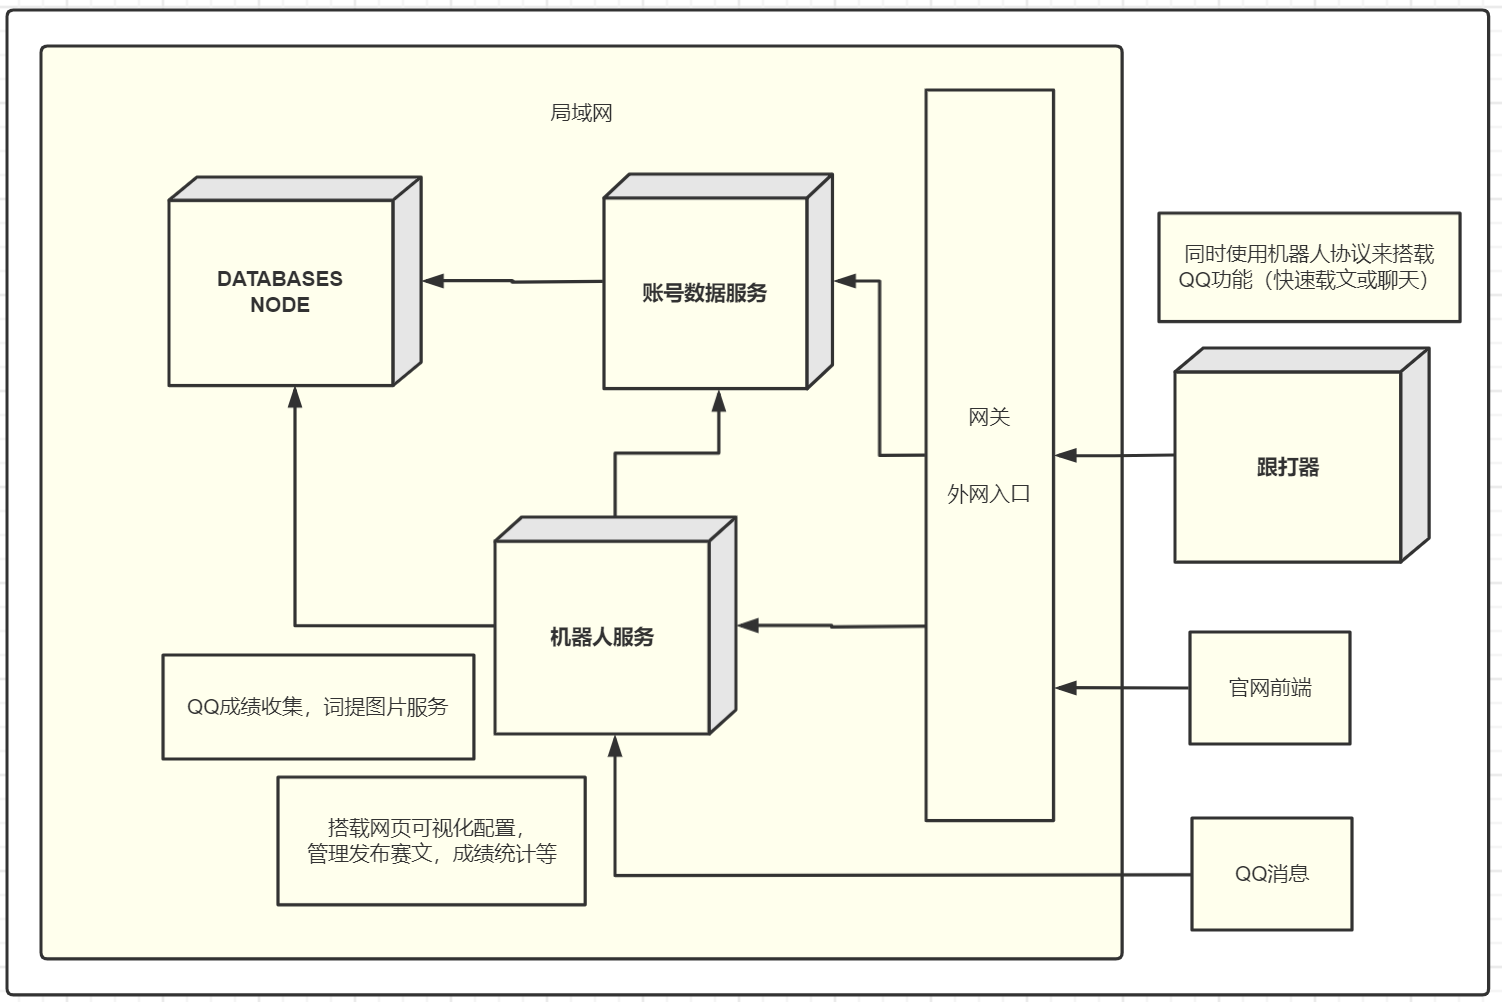 局域网
DATABASES
NODE
账号数据服务
网关
外网入口
同时使用机器人协议来搭载
QQ功能（快速载文或聊天）
跟打器
机器人服务
QQ成绩收集，词提图片服务
搭载网页可视化配置，
管理发布赛文，成绩统计等
官网前端
QQ消息